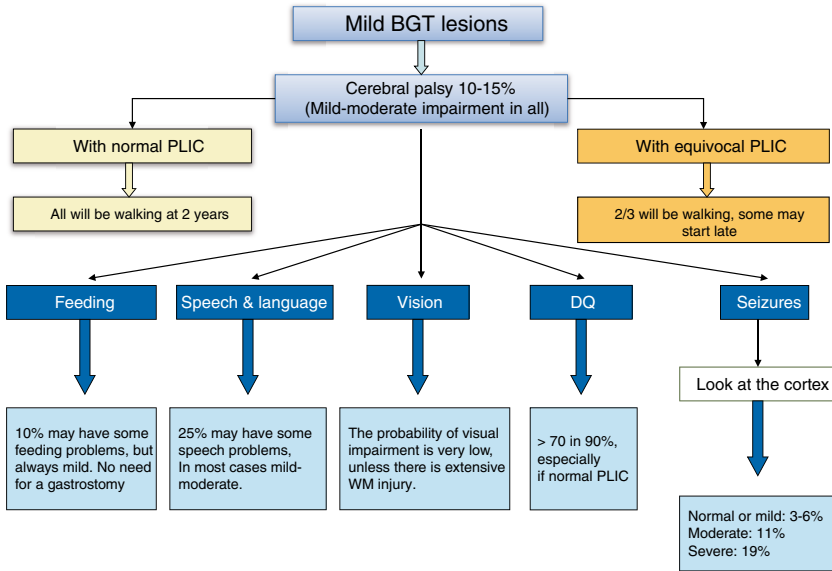 Mild BGT lesions
Cerebral palsy 10-15%
(Mild-moderate impairment in all)
With normal PLIC
With equivocal PLIC
All will be walking at 2 years
2/3 will be walking, some may
start late
Feeding
Speech & language
Vision
DQ
Seizures
Look at the cortex
10% may have some
feeding problems, but
always mild. No need
for a gastrostomy
25% may have some
speech problems,
In most cases mild-
moderate.
The probability of visual
impairment is very low,
unless there is extensive
WM injury.
> 70 in 90%,
especially
if normal PLIC
Normal or mild: 3-6%
Moderate: 11%
Severe: 19%